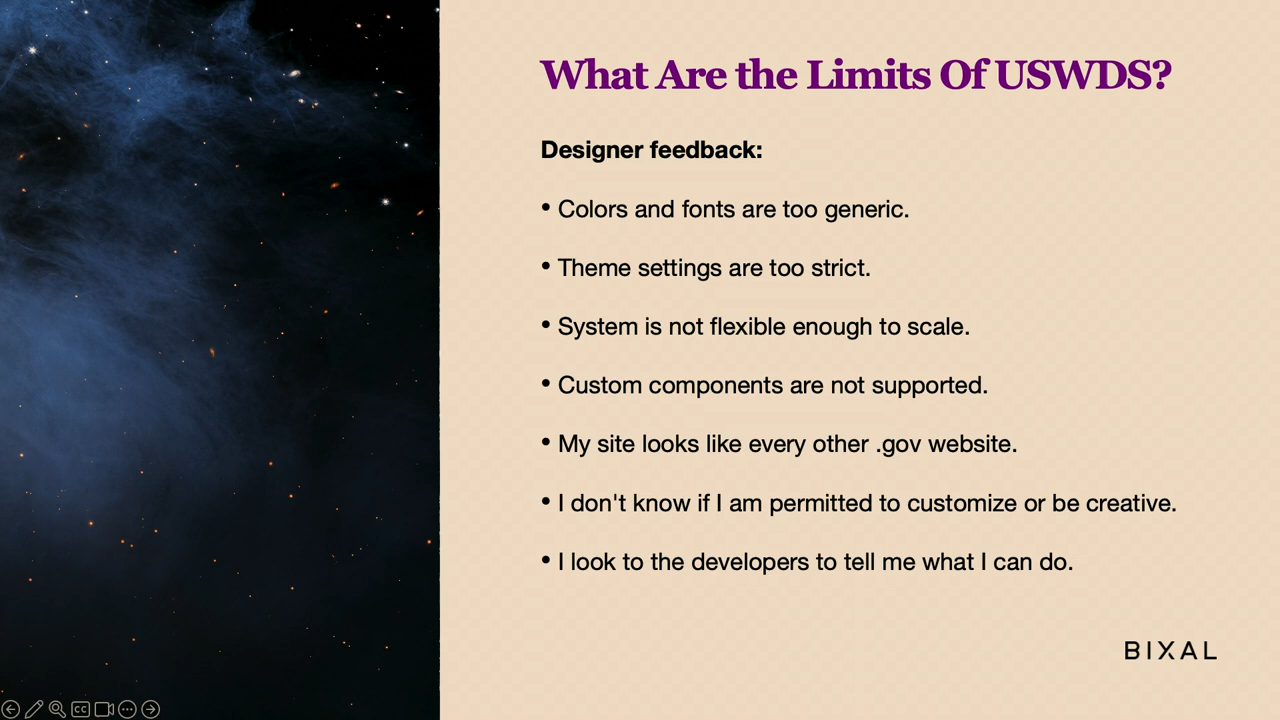 What Are the Limits Of USWDS?
Designer feedback:
• Colors and fonts are too generic.
• Theme settings are too strict.
• System is not flexible enough to scale.
• Custom components are not supported.
• My site looks like every other .gov website.
• I don't know if I am permitted to customize or be creative.
• I look to the developers to tell me what I can do.
BIXAL
CC